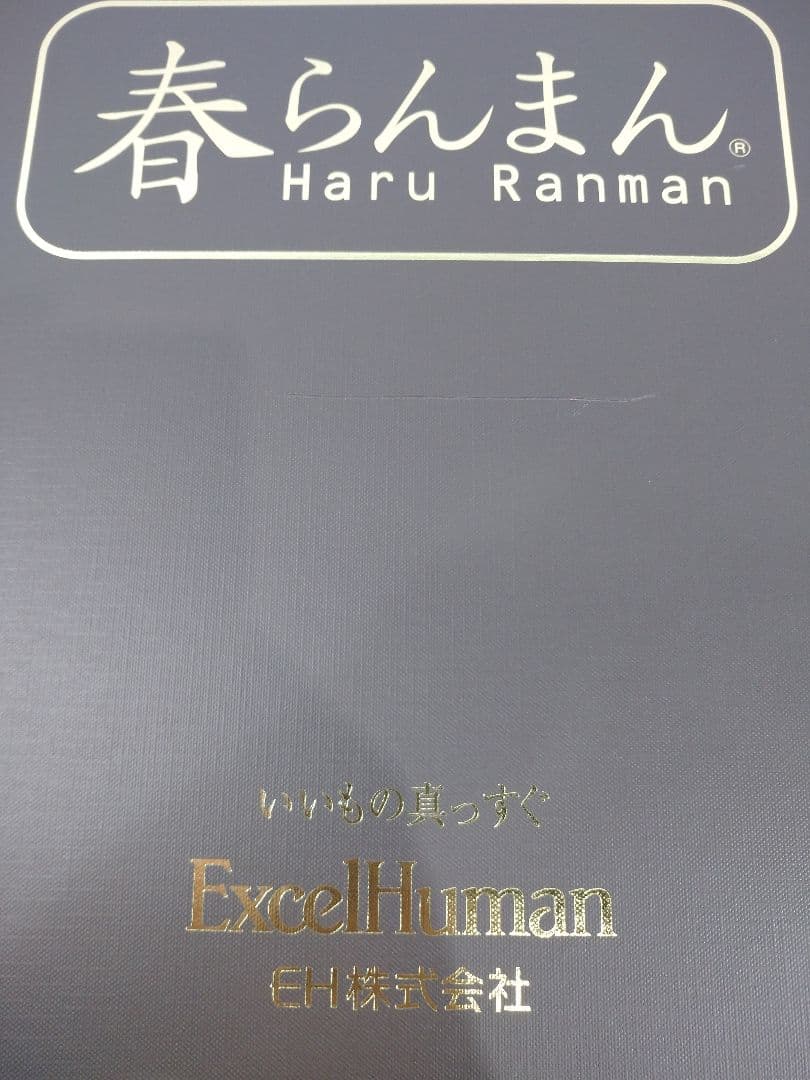 春らんまん®
Haru Ranman
いいもの真っすぐ
ExcelHuman
EH株式会社